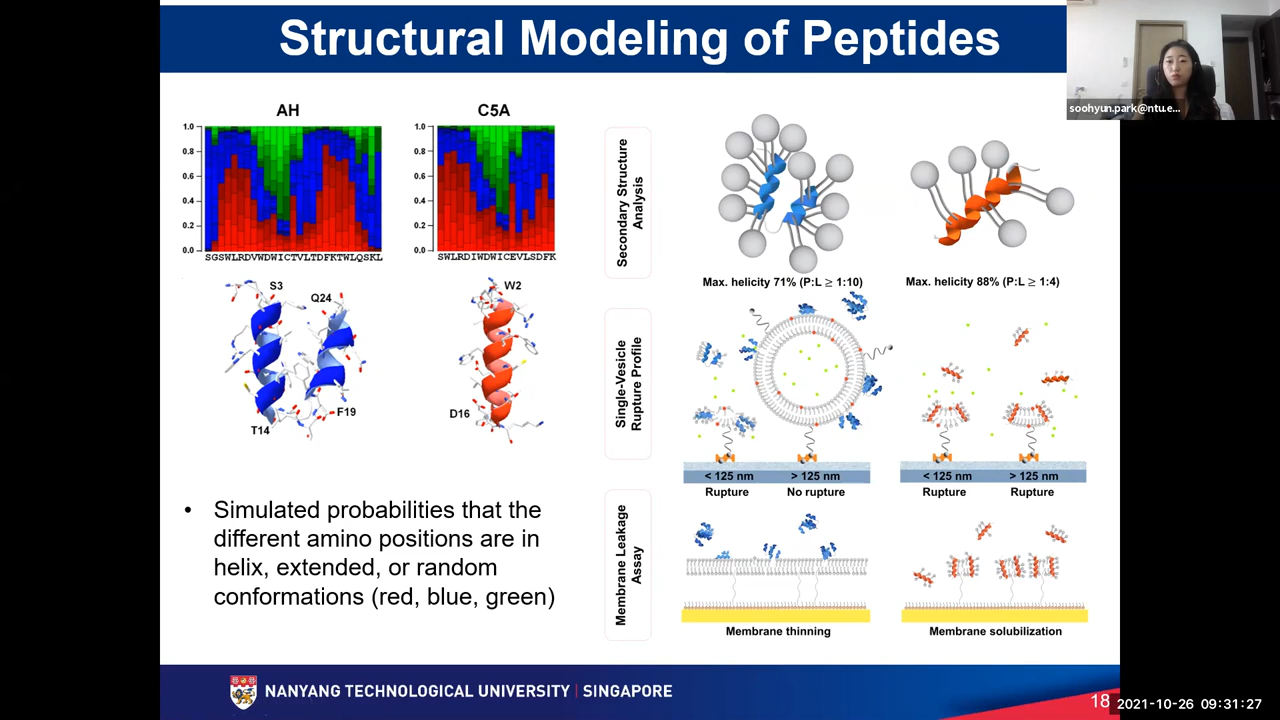 Structural Modeling of Peptides
soohyun.park@ntu.e...
AH
C5A
1.0
0.8
0.6
0.4
0.2
0.0
SGSWLRDVWDWICTVLTDFKTWLQSKL
1.0
0.8
0.6
0.4
0.2
0.0
SWLRDIWDWICEVLSDFK
S3
Q24
T14
F19
W2
D16
• Simulated probabilities that the
different amino positions are in
helix, extended, or random
conformations (red, blue, green)
Secondary Structure
Analysis
Max. helicity 71% (P:L ≥ 1:10)
Max. helicity 88% (P:L ≥ 1:4)
Single-Vesicle
Rupture Profile
< 125 nm
> 125 nm
Rupture
No rupture
< 125 nm
> 125 nm
Rupture
Rupture
Membrane Leakage
Assay
Membrane thinning
Membrane solubilization
NANYANG TECHNOLOGICAL UNIVERSITY | SINGAPORE
18
2021-10-26 09:31:27